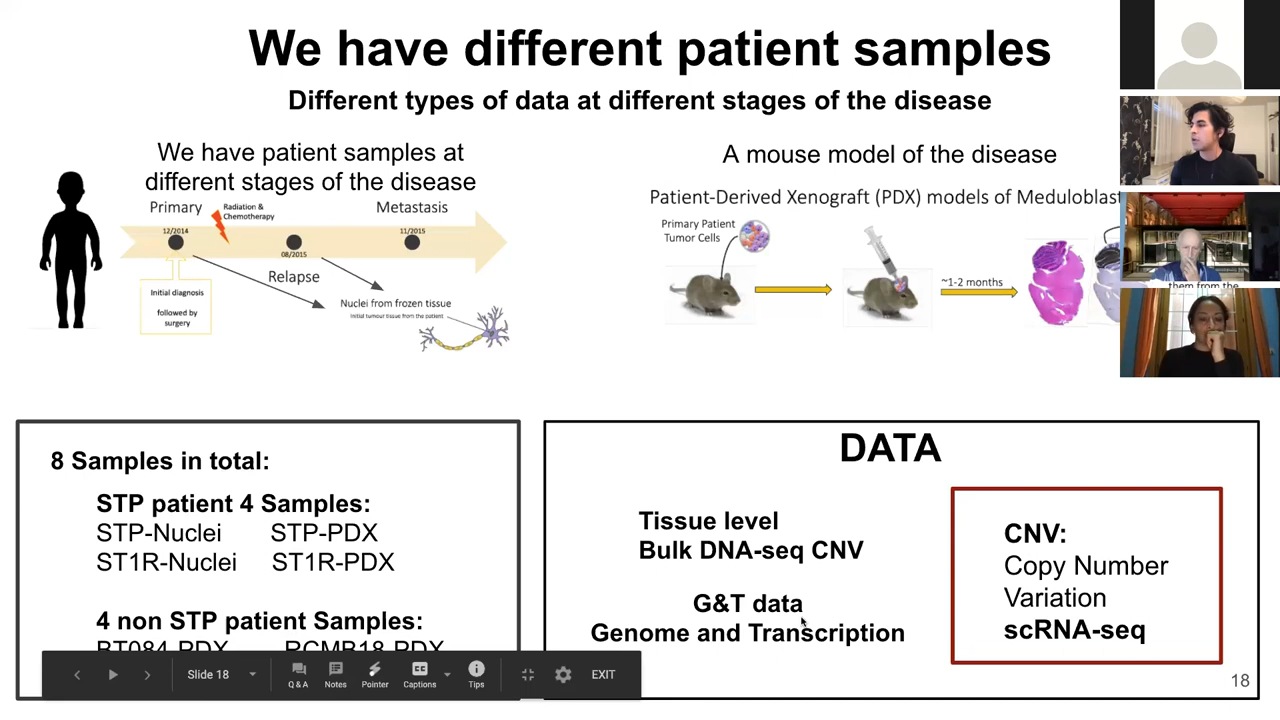 We have different patient samples
Different types of data at different stages of the disease
We have patient samples at
different stages of the disease
Primary
Radiation &
Chemotherapy
Metastasis
12/2014
08/2015
11/2015
Relapse
Initial diagnosis
followed by
surgery
Nuclei from frozen tissue
Initial tumour tissue from the patient
A mouse model of the disease
Patient-Derived Xenograft (PDX) models of Meduloblast
Primary Patient
Tumor Cells
~1-2 months
them from the
8 Samples in total:
STP patient 4 Samples:
STP-Nuclei STP-PDX
ST1R-Nuclei ST1R-PDX
4 non STP patient Samples:
BT084-PDX RCMB18-PDX
DATA
Tissue level
Bulk DNA-seq CNV
G&T data
Genome and Transcription
CNV:
Copy Number
Variation
scRNA-seq
18
Slide 18
Q & A
Notes
Pointer
Captions
Tips
EXIT